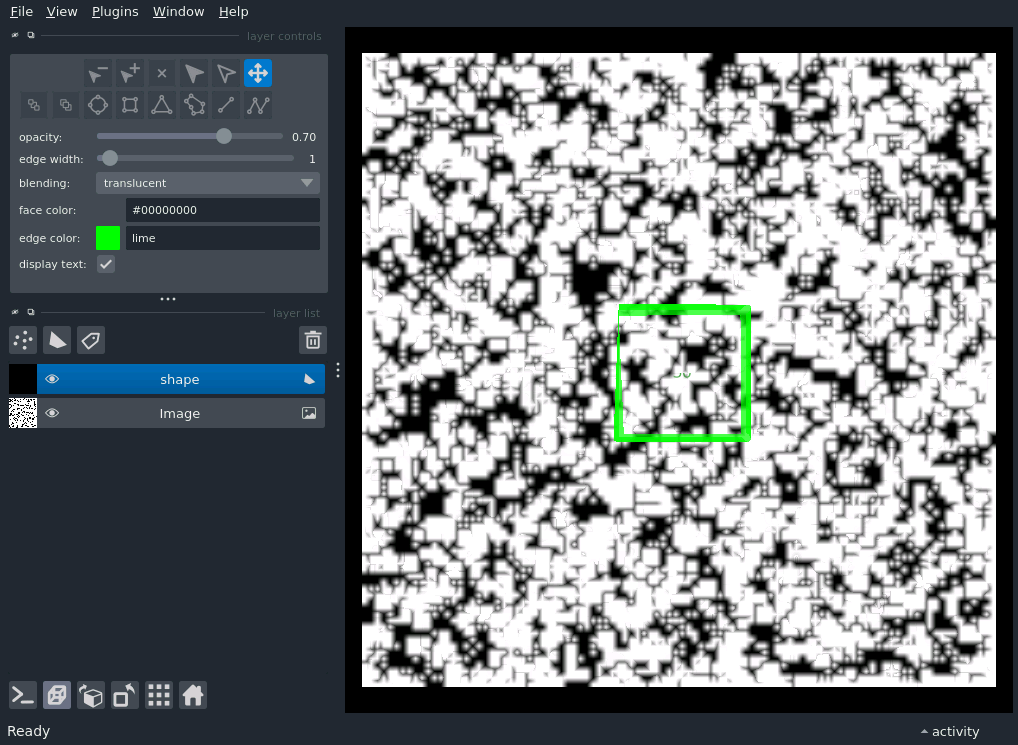 File View Plugins Window Help
layer controls
opacity: 0.70
edge width: 1
blending: translucent
face color: #00000000
edge color: lime
display text:
layer list
shape
Image
Ready
activity